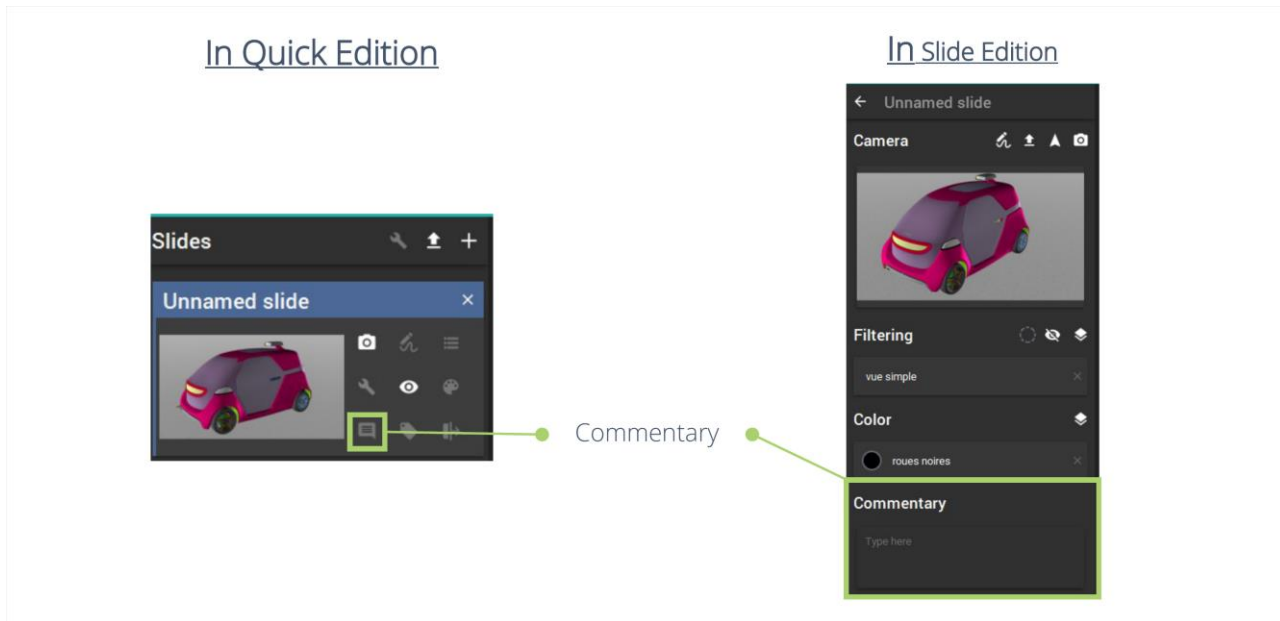 In Quick Edition
In Slide Edition
Slides
Unnamed slide
Commentary
Unnamed slide
Camera
Filtering
vue simple
Color
roues noires
Commentary
Type here